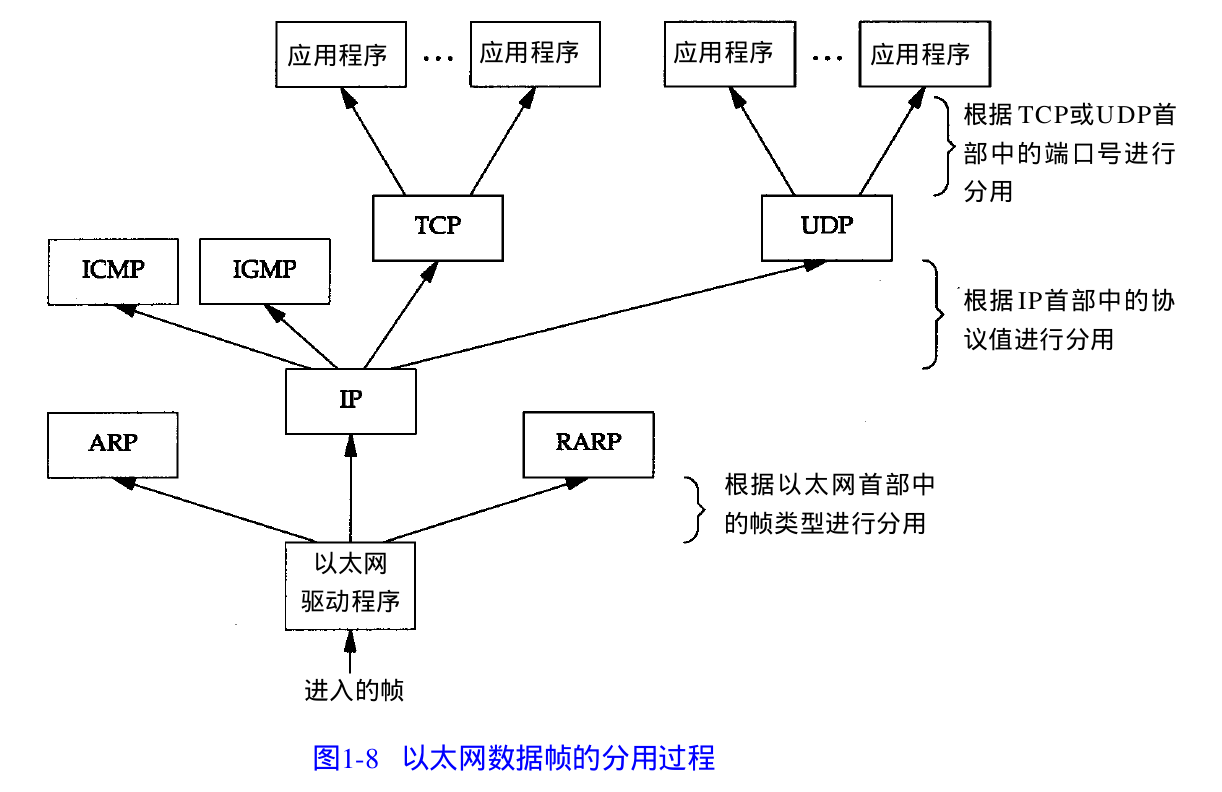 应用程序 … 应用程序 应用程序 … 应用程序
根据TCP或UDP首
部中的端口号进行
分用
TCP UDP
ICMP IGMP
根据IP首部中的协
议值进行分用
IP
ARP RARP
根据以太网首部中
的帧类型进行分用
以太网
驱动程序
进入的帧
图1-8 以太网数据帧的分用过程